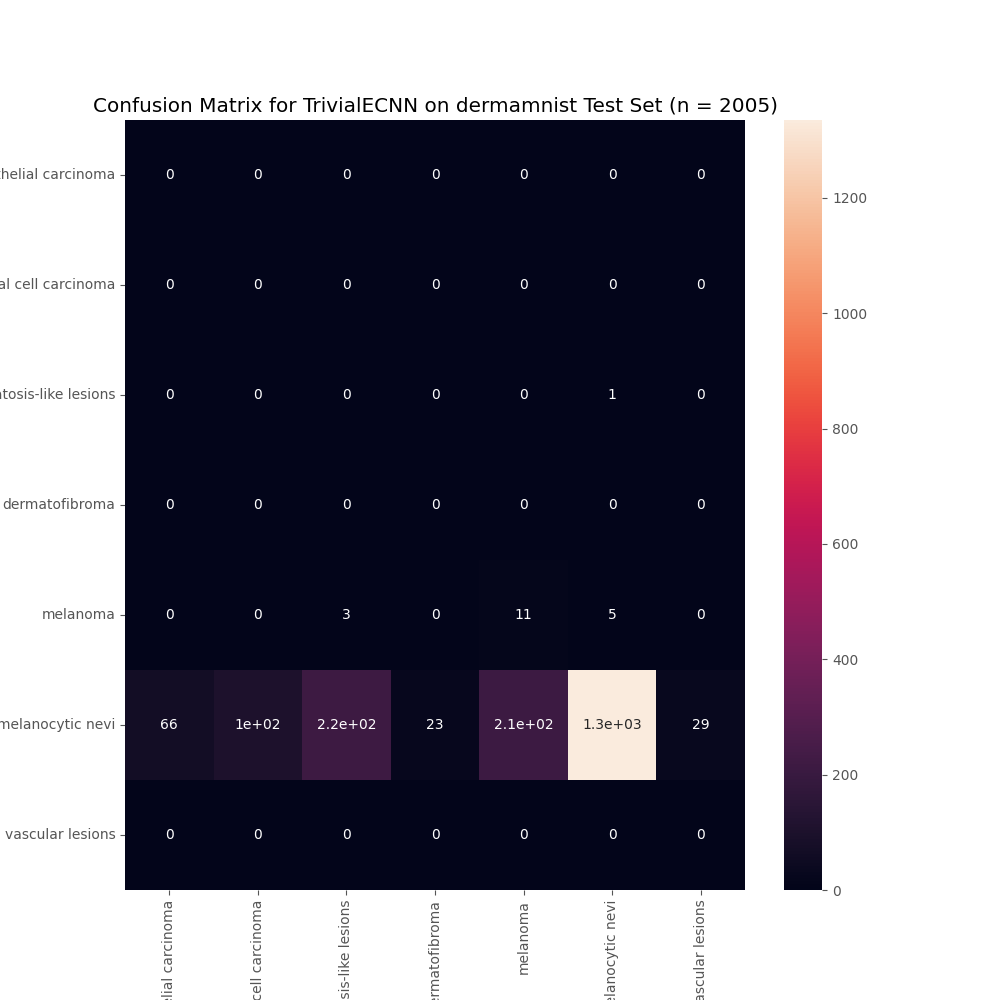 Confusion Matrix for TrivialECNN on dermamnist Test Set (n = 2005)
helial carcinoma 0 0 0 0 0 0 0
al cell carcinoma 0 0 0 0 0 0 0
tosis-like lesions 0 0 0 0 0 1 0
dermatofibroma 0 0 0 0 0 0 0
melanoma 0 0 3 0 11 5 0
melanocytic nevi 66 1e+02 2.2e+02 23 2.1e+02 1.3e+03 29
vascular lesions 0 0 0 0 0 0 0
lial carcinoma
cell carcinoma
sis-like lesions
ermatofibroma
melanoma
elanocytic nevi
ascular lesions
1200
1000
800
600
400
200
0